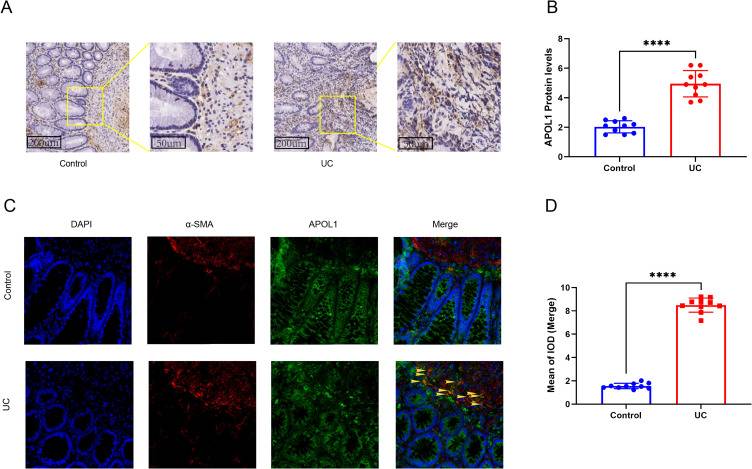 A
200um
50um
200um
50um
Control
UC
B
APOL1 Protein levels
8
6
4
2
0
****
Control
UC
C
DAPI
α-SMA
APOL1
Merge
Control
UC
D
Mean of IOD (Merge)
10
8
6
4
2
0
****
Control
UC